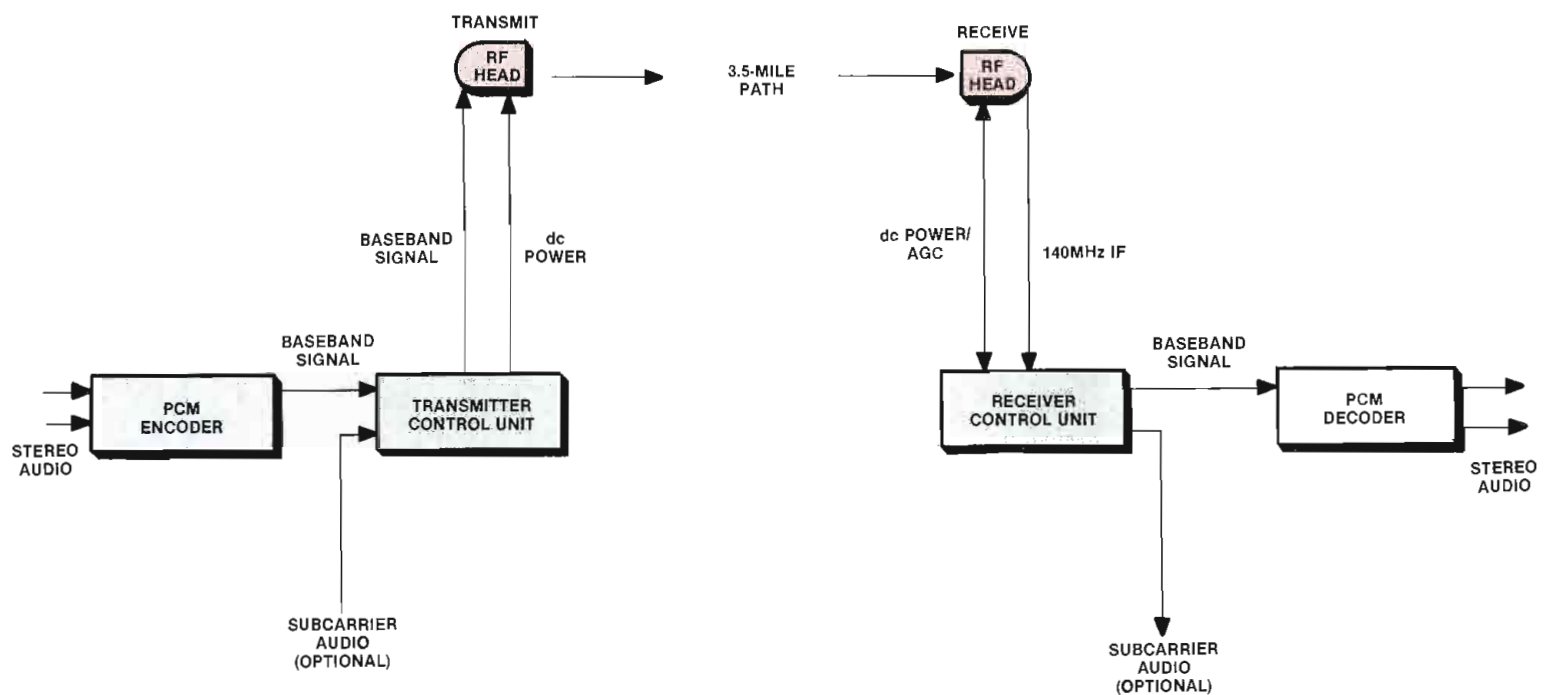 TRANSMIT
RF
HEAD
3.5-MILE
PATH
RECEIVE
RF
HEAD
BASEBAND
SIGNAL
dc
POWER
dc POWER/
AGC
140MHz IF
STEREO
AUDIO
PCM
ENCODER
BASEBAND
SIGNAL
TRANSMITTER
CONTROL UNIT
SUBCARRIER
AUDIO
(OPTIONAL)
RECEIVER
CONTROL UNIT
BASEBAND
SIGNAL
PCM
DECODER
STEREO
AUDIO
SUBCARRIER
AUDIO
(OPTIONAL)